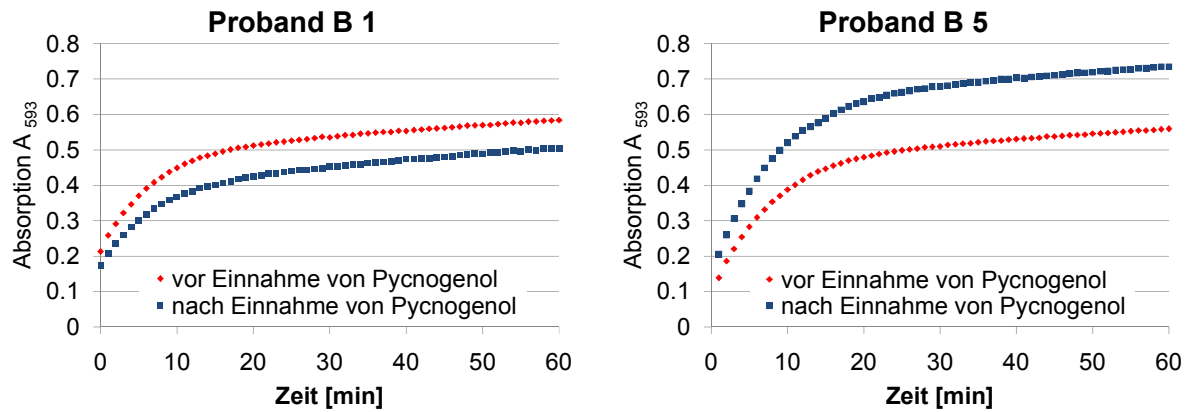 Proband B 1
0.8
0.7
0.6
0.5
0.4
0.3
0.2
0.1
0
Absorption A 593
vor Einnahme von Pycnogenol
nach Einnahme von Pycnogenol
0 10 20 30 40 50 60
Zeit [min]
Proband B 5
0.8
0.7
0.6
0.5
0.4
0.3
0.2
0.1
0
Absorption A 593
vor Einnahme von Pycnogenol
nach Einnahme von Pycnogenol
0 10 20 30 40 50 60
Zeit [min]